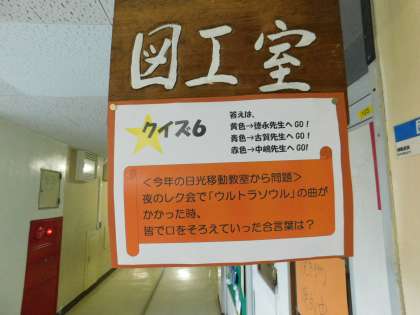 図工室
クイズ6
答えは、
黄色→徳永先生へGO!
青色→古賀先生へGO!
赤色→中嶋先生へGO!
<今年の日光移動教室から問題>
夜のレク会で「ウルトラソウル」の曲が
かかった時、
皆で口をそろえていった合言葉は?